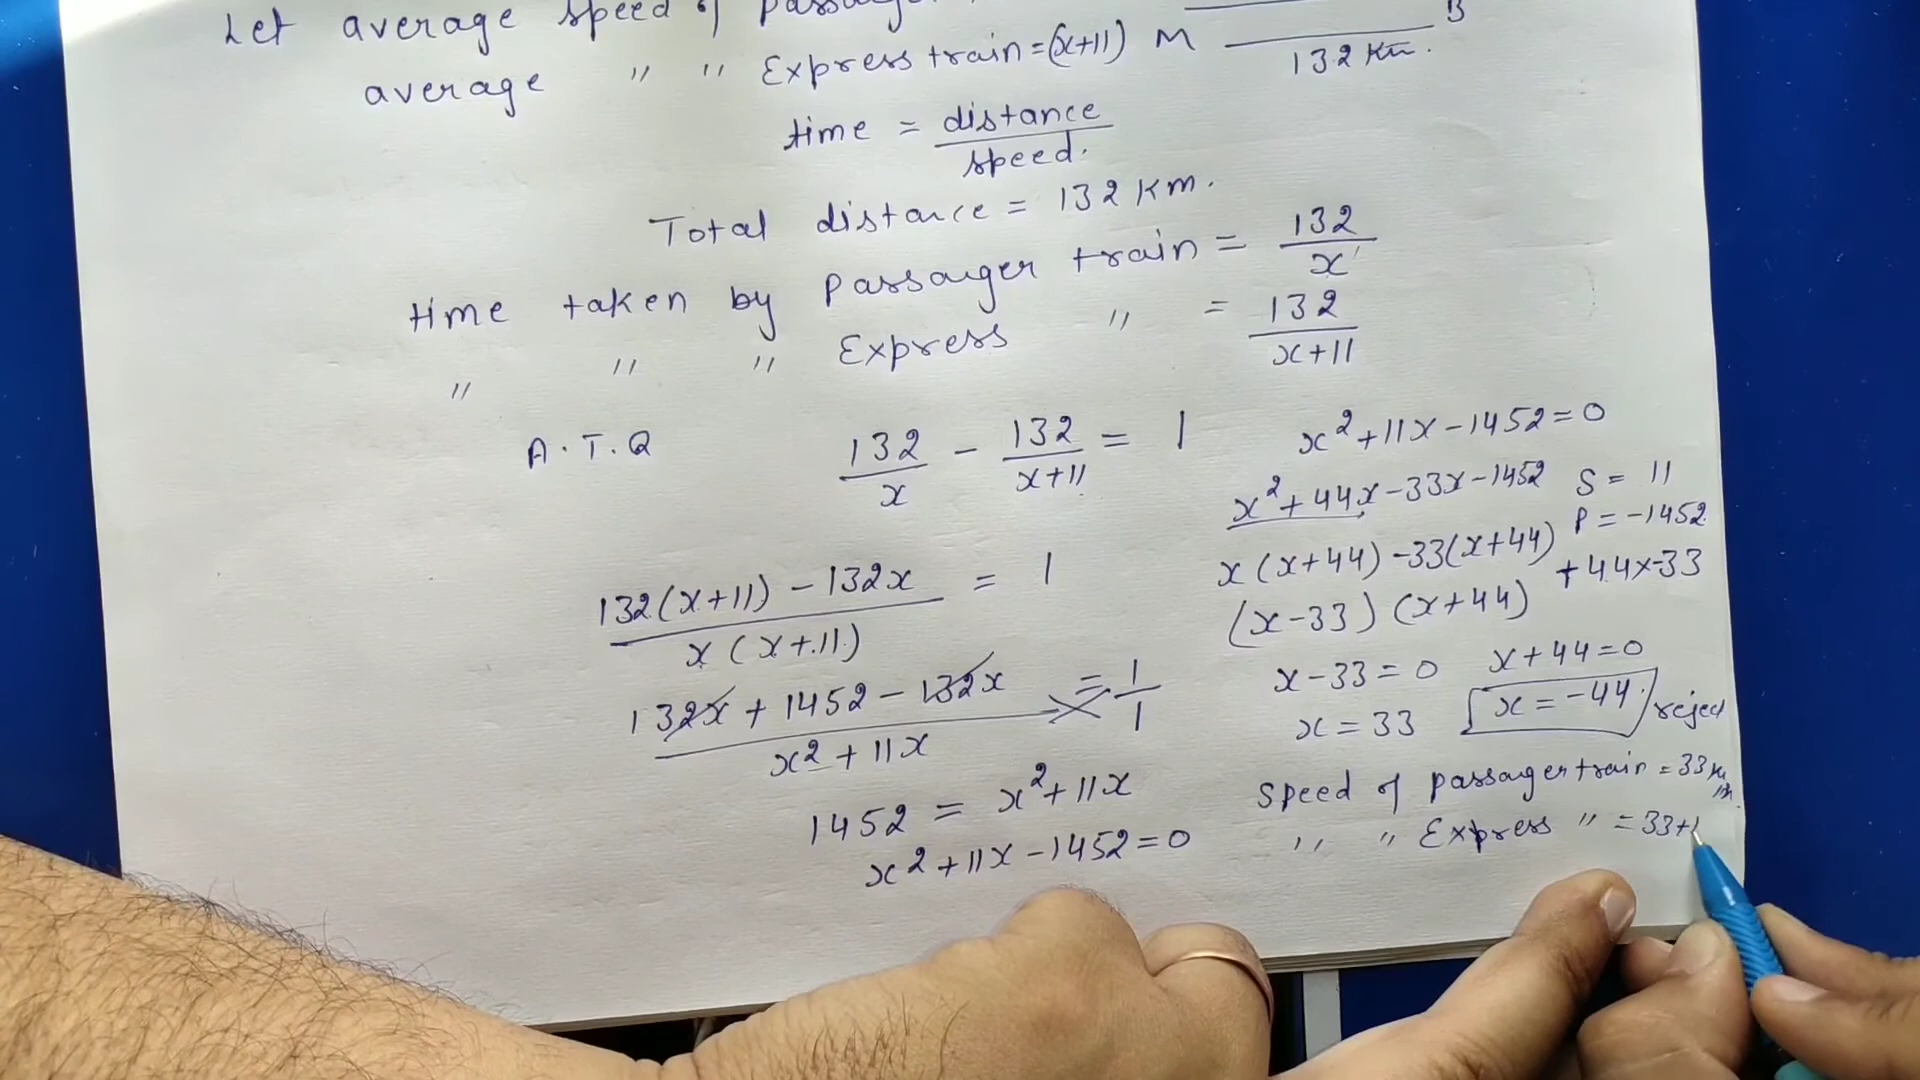 Let average speed of
average " " Express train = (x+11) M B
132 Km.
time = distance / speed.
Total distance = 132 Km.
time taken by Passanger train = 132 / x
" " " Express " = 132 / x+11
A.T.Q 132/x - 132/x+11 = 1
132(x+11) - 132x / x(x+11) = 1
132x + 1452 - 132x / x² + 11x = 1/1
1452 = x² + 11x
x² + 11x - 1452 = 0
x² + 11x - 1452 = 0
x² + 44x - 33x - 1452 S = 11
P = -1452
x(x+44) - 33(x+44) +44x-33
(x-33) (x+44)
x-33 = 0 x+44 = 0
x = 33 x = -44. reject
Speed of passanger train = 33
" " Express " = 33+1